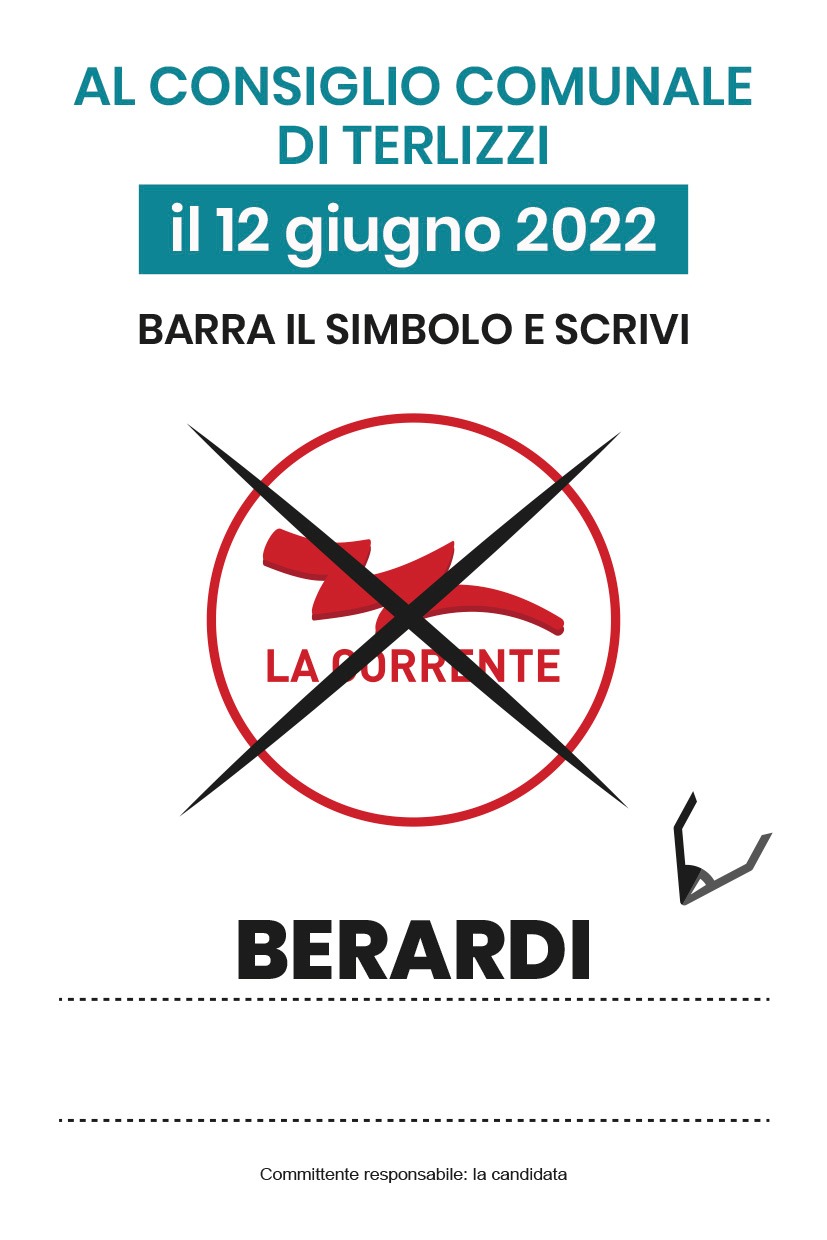 AL CONSIGLIO COMUNALE
DI TERLIZZI
il 12 giugno 2022
BARRA IL SIMBOLO E SCRIVI
LA CORRENTE
BERARDI
Committente responsabile: la candidata